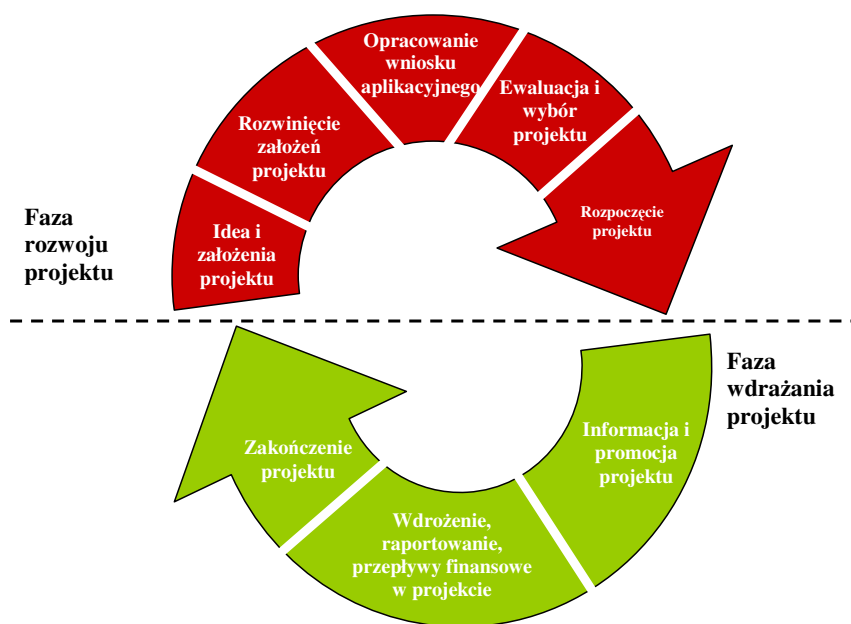 Opracowanie
wniosku
aplikacyjnego
Ewaluacja i
wybór
projektu
Rozwinięcie
założeń
projektu
Rozpoczęcie
projektu
Faza
rozwoju
projektu
Idea i
założenia
projektu
Faza
wdrażania
projektu
Informacja i
promocja
projektu
Zakończenie
projektu
Wdrożenie,
raportowanie,
przepływy finansowe
w projekcie